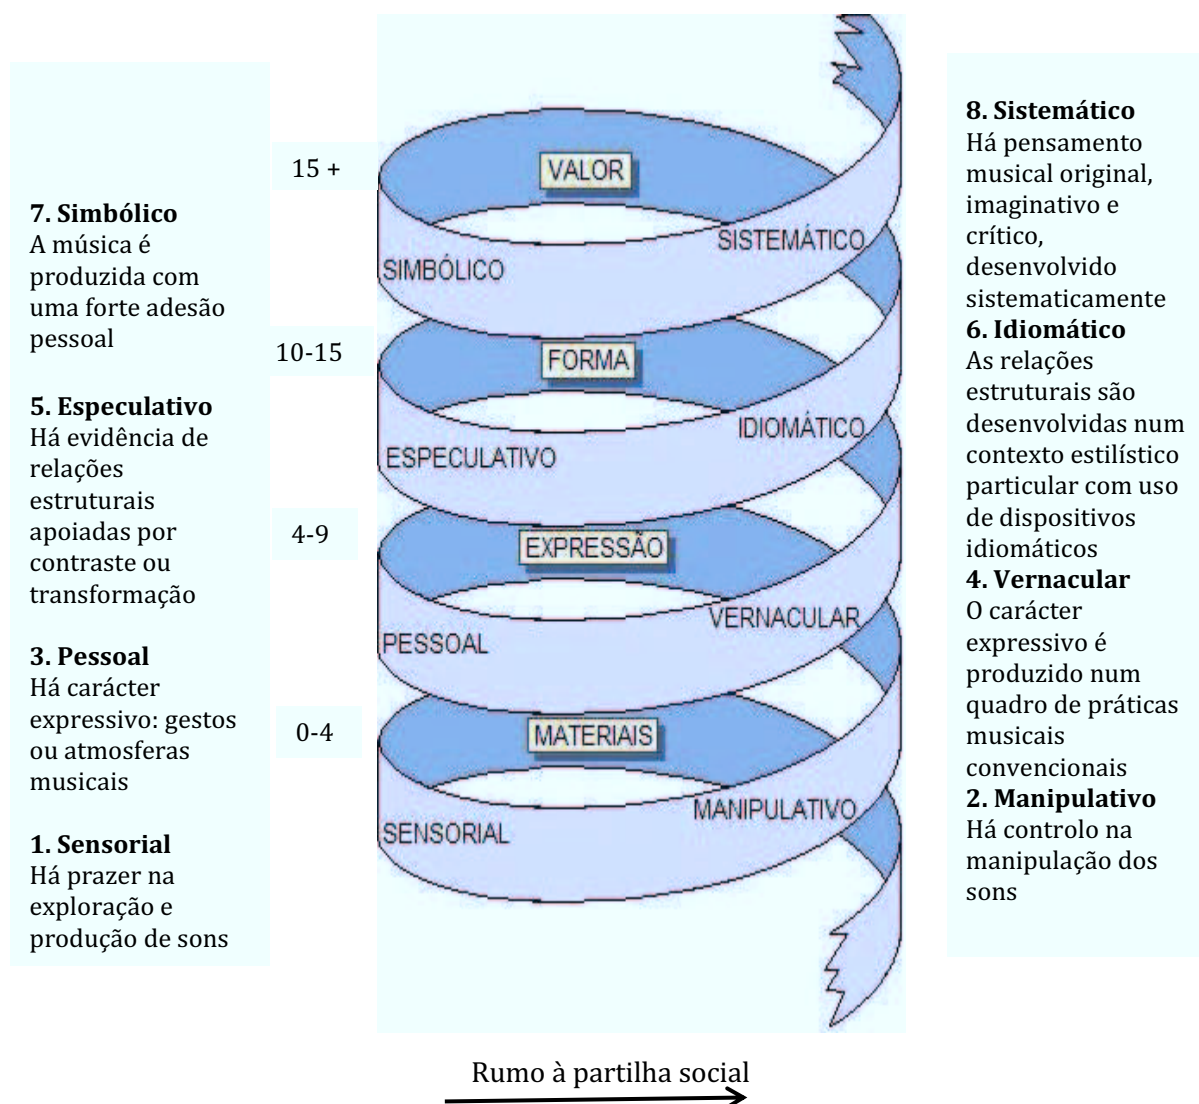 7. Simbólico
A música é
produzida com
uma forte adesão
pessoal
5. Especulativo
Há evidência de
relações
estruturais
apoiadas por
contraste ou
transformação
3. Pessoal
Há carácter
expressivo: gestos
ou atmosferas
musicais
1. Sensorial
Há prazer na
exploração e
produção de sons
15 +
10-15
4-9
0-4
VALOR
SIMBÓLICO
SISTEMÁTICO
FORMA
ESPECULATIVO
IDIOMÁTICO
EXPRESSÃO
PESSOAL
VERNACULAR
MATERIAIS
SENSORIAL
MANIPULATIVO
8. Sistemático
Há pensamento
musical original,
imaginativo e
crítico,
desenvolvido
sistematicamente
6. Idiomático
As relações
estruturais são
desenvolvidas num
contexto estilístico
particular com uso
de dispositivos
idiomáticos
4. Vernacular
O carácter
expressivo é
produzido num
quadro de práticas
musicais
convencionais
2. Manipulativo
Há controlo na
manipulação dos
sons
Rumo à partilha social